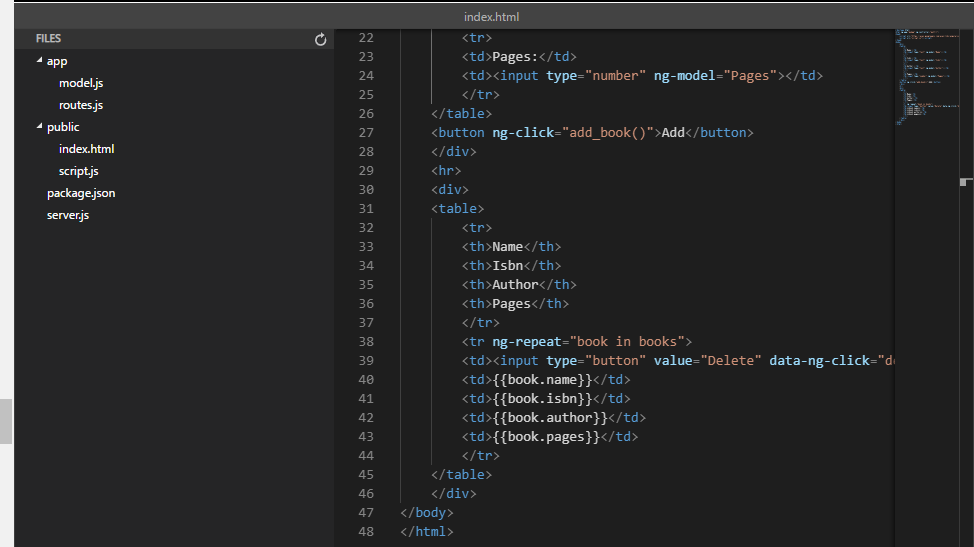 index.html
FILES
app
model.js
routes.js
public
index.html
script.js
package.json
server.js
22 <tr>
23 <td>Pages:</td>
24 <td><input type="number" ng-model="Pages"></td>
25 </tr>
26 </table>
27 <button ng-click="add_book()">Add</button>
28 </div>
29 <hr>
30 <div>
31 <table>
32 <tr>
33 <th>Name</th>
34 <th>Isbn</th>
35 <th>Author</th>
36 <th>Pages</th>
37 </tr>
38 <tr ng-repeat="book in books">
39 <td><input type="button" value="Delete" data-ng-click="d
40 <td>{{book.name}}</td>
41 <td>{{book.isbn}}</td>
42 <td>{{book.author}}</td>
43 <td>{{book.pages}}</td>
44 </tr>
45 </table>
46 </div>
47 </body>
48 </html>